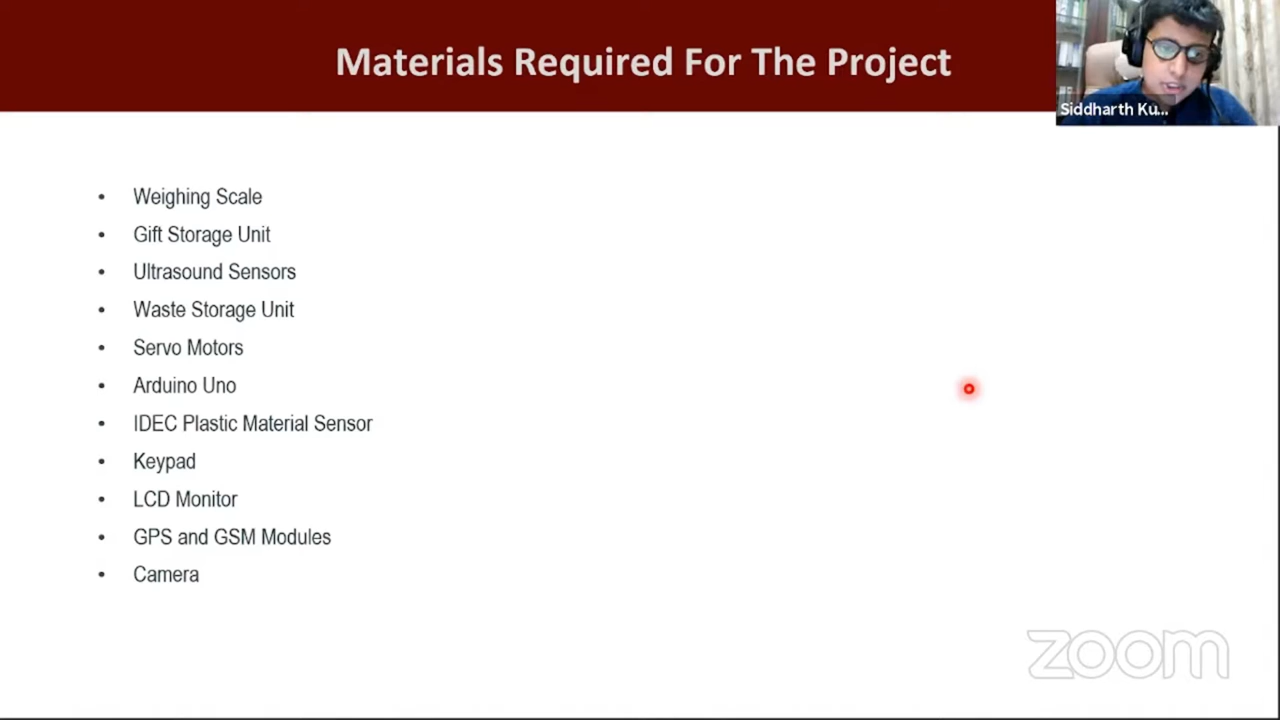 Materials Required For The Project
Siddharth Ku...
• Weighing Scale
• Gift Storage Unit
• Ultrasound Sensors
• Waste Storage Unit
• Servo Motors
• Arduino Uno
• IDEC Plastic Material Sensor
• Keypad
• LCD Monitor
• GPS and GSM Modules
• Camera
zoom